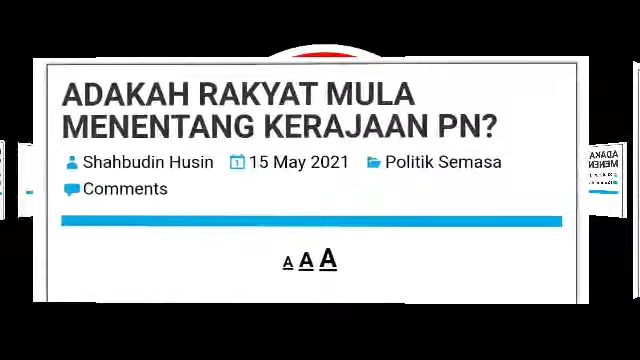 ADAKAH RAKYAT MULA
MENENTANG KERAJAAN PN?
Shahbudin Husin 15 May 2021 Politik Semasa
Comments
A A A